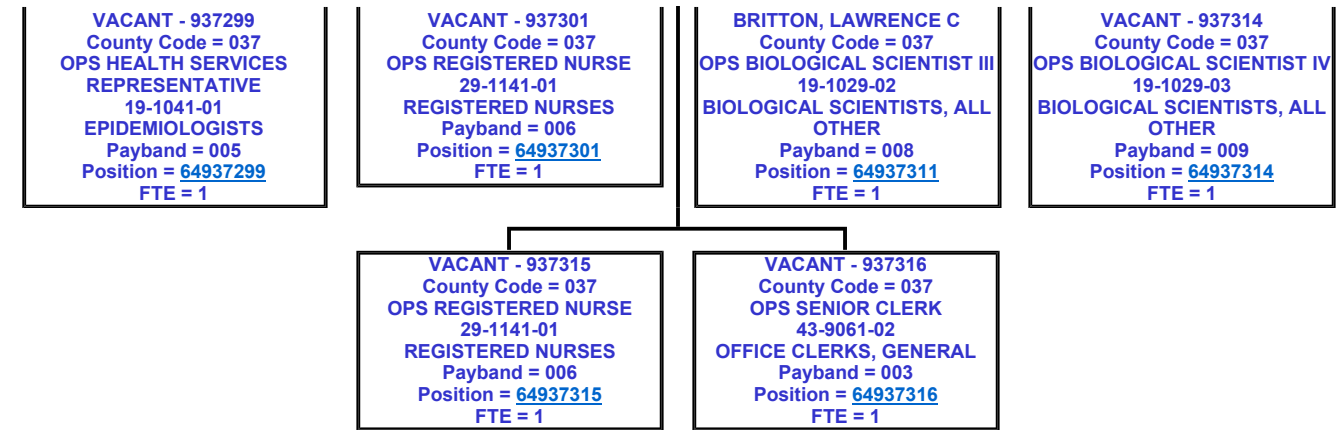 VACANT - 937299
County Code = 037
OPS HEALTH SERVICES
REPRESENTATIVE
19-1041-01
EPIDEMIOLOGISTS
Payband = 005
Position = 64937299
FTE = 1
VACANT - 937301
County Code = 037
OPS REGISTERED NURSE
29-1141-01
REGISTERED NURSES
Payband = 006
Position = 64937301
FTE = 1
BRITTON, LAWRENCE C
County Code = 037
OPS BIOLOGICAL SCIENTIST III
19-1029-02
BIOLOGICAL SCIENTISTS, ALL
OTHER
Payband = 008
Position = 64937311
FTE = 1
VACANT - 937314
County Code = 037
OPS BIOLOGICAL SCIENTIST IV
19-1029-03
BIOLOGICAL SCIENTISTS, ALL
OTHER
Payband = 009
Position = 64937314
FTE = 1
VACANT - 937315
County Code = 037
OPS REGISTERED NURSE
29-1141-01
REGISTERED NURSES
Payband = 006
Position = 64937315
FTE = 1
VACANT - 937316
County Code = 037
OPS SENIOR CLERK
43-9061-02
OFFICE CLERKS, GENERAL
Payband = 003
Position = 64937316
FTE = 1